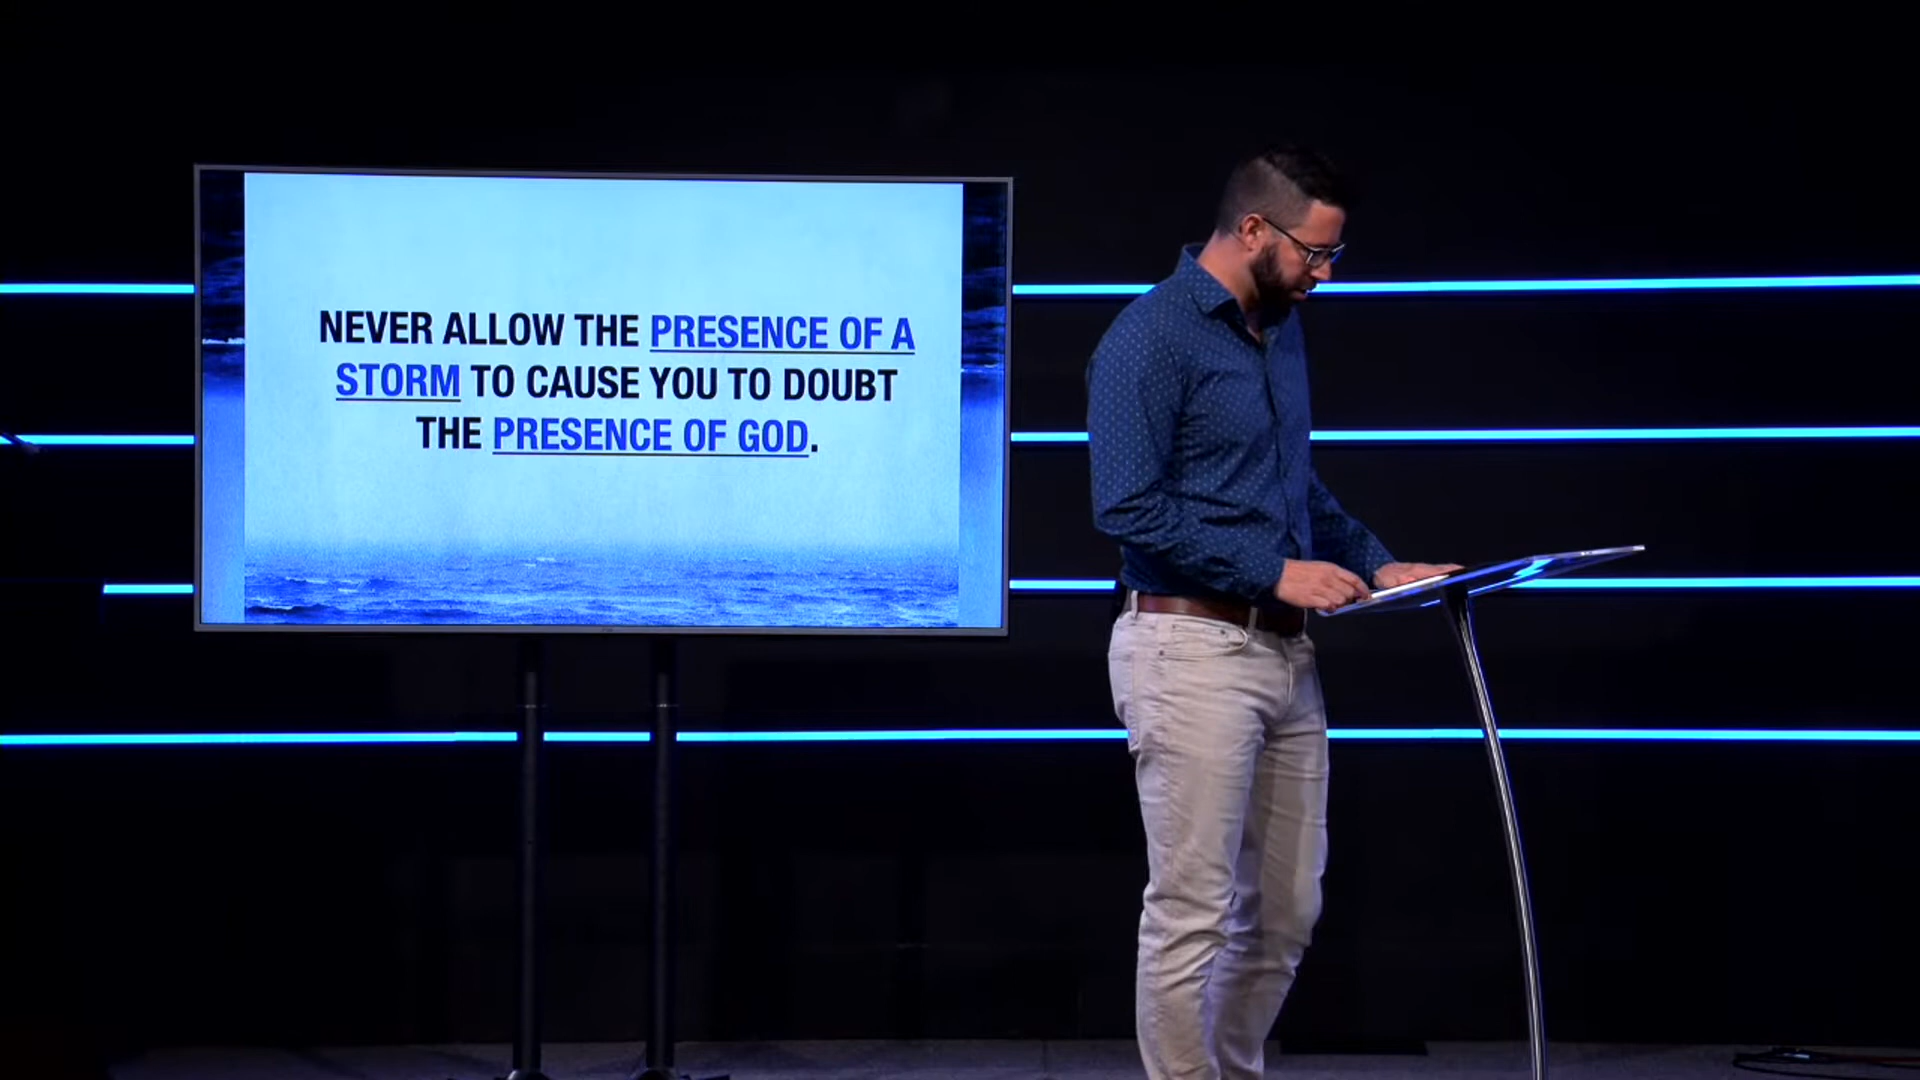 NEVER ALLOW THE PRESENCE OF A
STORM TO CAUSE YOU TO DOUBT
THE PRESENCE OF GOD.